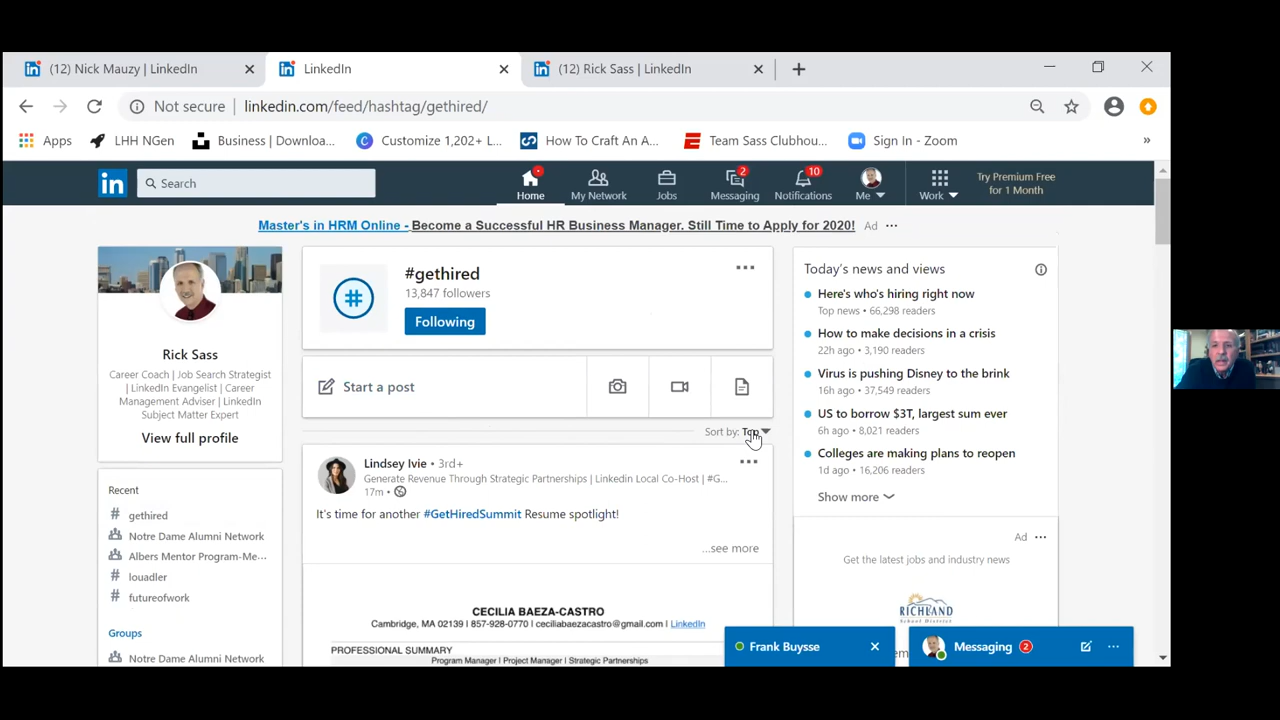 (12) Nick Mauzy | LinkedIn
LinkedIn
(12) Rick Sass | LinkedIn
Not secure | linkedin.com/feed/hashtag/gethired/
Apps
LHH NGen
Business | Downloa...
Customize 1,202+ L...
How To Craft An A...
Team Sass Clubhou...
Sign In - Zoom
»
in
Search
Home
My Network
Jobs
2
Messaging
10
Notifications
Me
Work
Try Premium Free
for 1 Month
Master's in HRM Online - Become a Successful HR Business Manager. Still Time to Apply for 2020! Ad ...
Rick Sass
Career Coach | Job Search Strategist
| LinkedIn Evangelist | Career
Management Adviser | LinkedIn
Subject Matter Expert
View full profile
Recent
# gethired
Notre Dame Alumni Network
Albers Mentor Program-Me...
# louadler
# futureofwork
Groups
Notre Dame Alumni Network
#
#gethired
13,847 followers
Following
Start a post
Sort by: Top
Lindsey Ivie • 3rd+
Generate Revenue Through Strategic Partnerships | Linkedin Local Co-Host | #G...
17m •
It's time for another #GetHiredSummit Resume spotlight!
...see more
CECILIA BAEZA-CASTRO
Cambridge, MA 02139 | 857-928-0770 | ceciliabaezacastro@gmail.com | LinkedIn
PROFESSIONAL SUMMARY
Program Manager | Project Manager | Strategic Partnerships
Today's news and views
Here's who's hiring right now
Top news • 66,298 readers
How to make decisions in a crisis
22h ago • 3,190 readers
Virus is pushing Disney to the brink
16h ago • 37,549 readers
US to borrow $3T, largest sum ever
6h ago • 8,021 readers
Colleges are making plans to reopen
1d ago • 16,206 readers
Show more
Ad ...
Get the latest jobs and industry news
RICHLAND
School District
Frank Buysse
Messaging 2